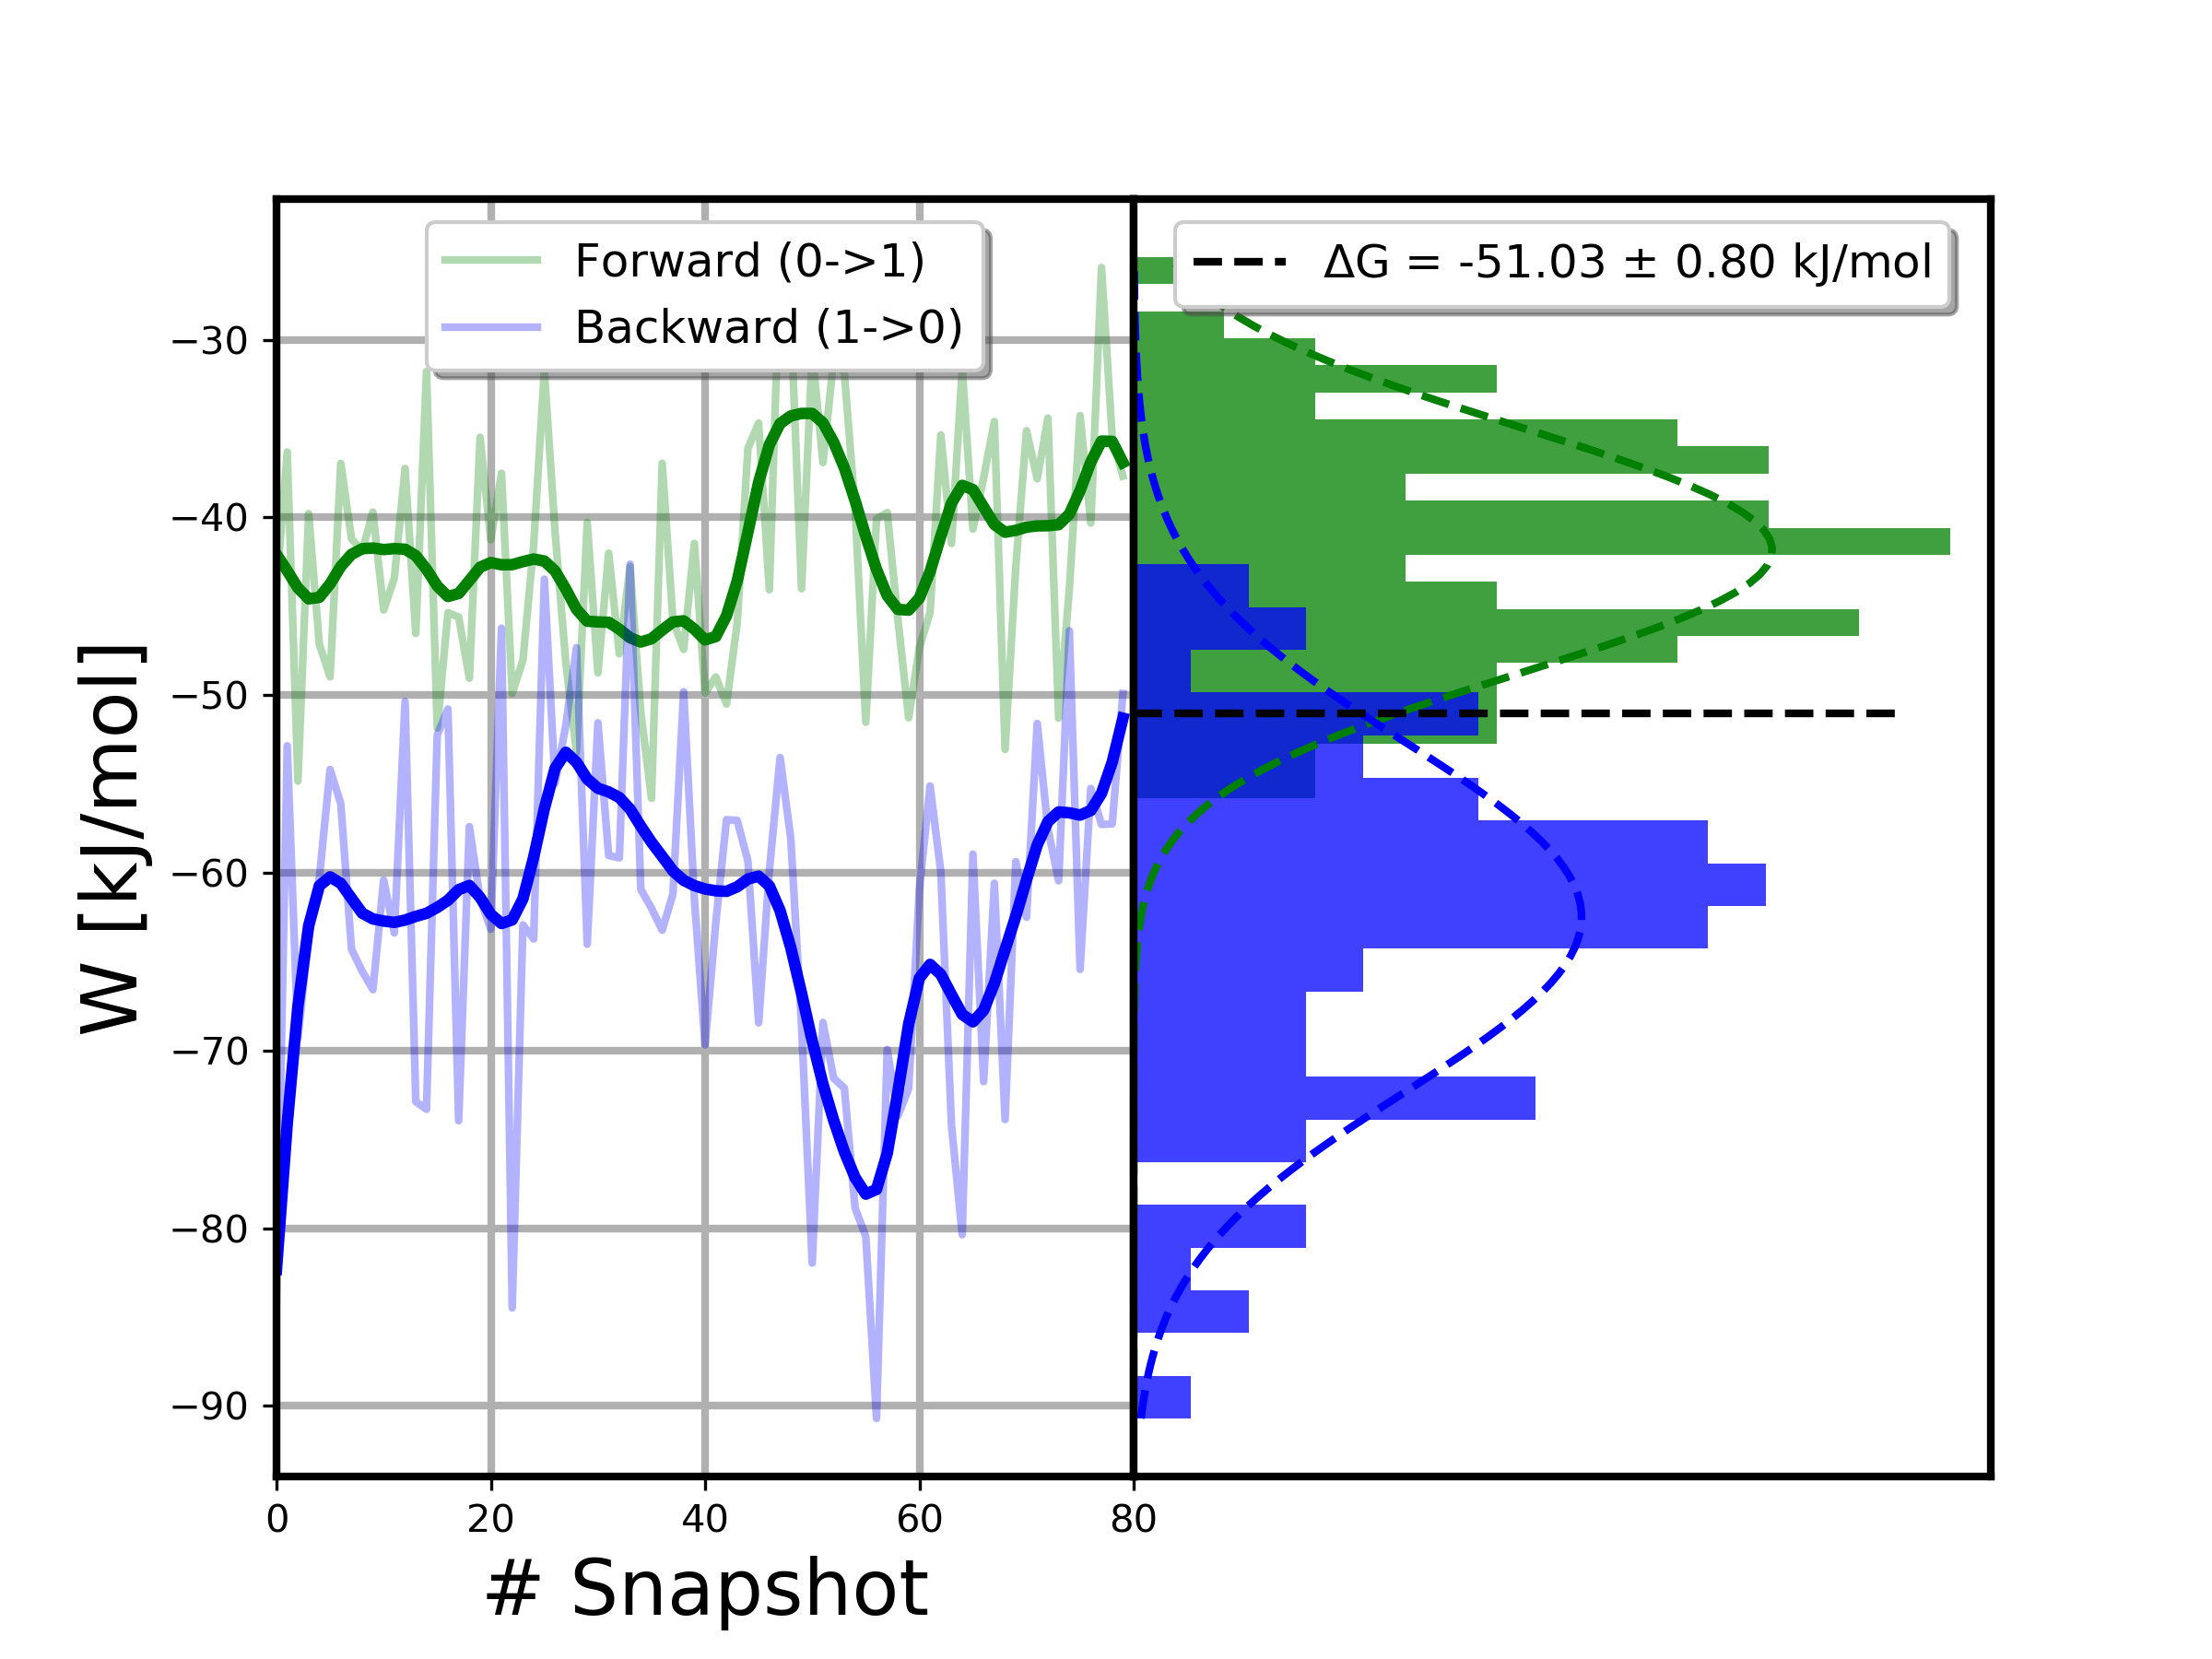 Forward (0->1)
Backward (1->0)
ΔG = -51.03 ± 0.80 kJ/mol
W [kJ/mol]
−30
−40
−50
−60
−70
−80
−90
0 20 40 60 80
# Snapshot